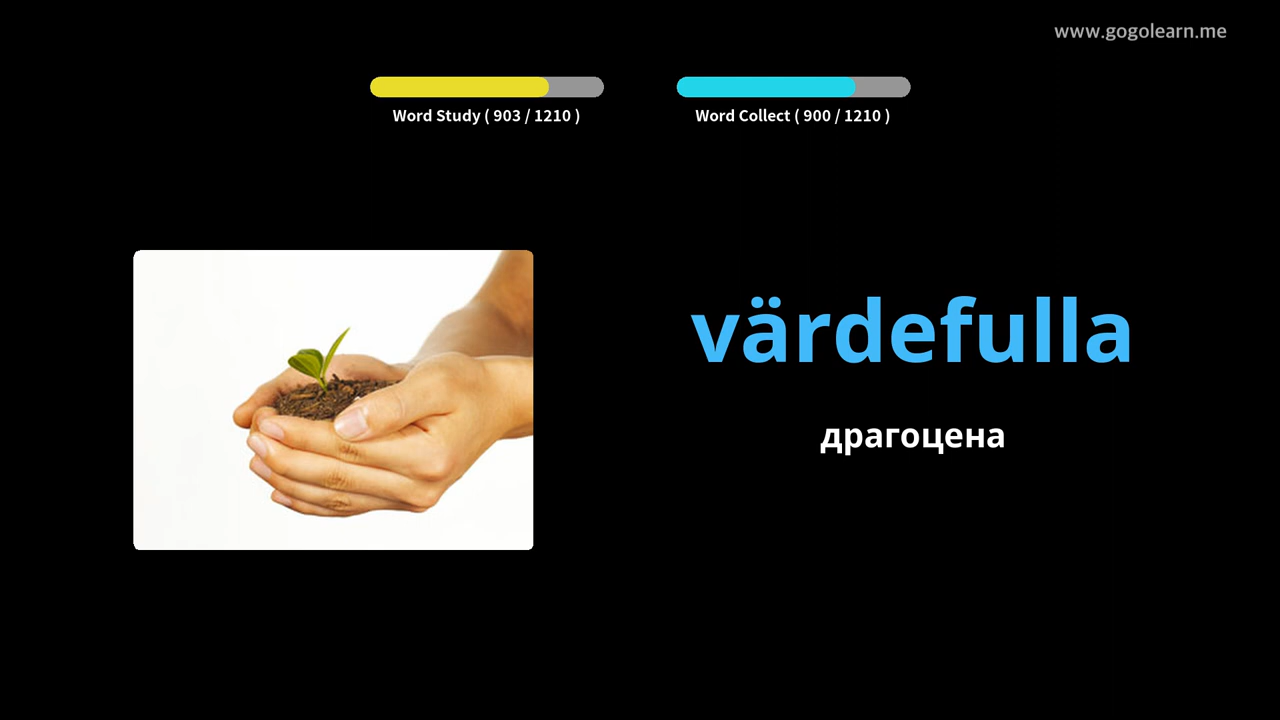 www.gogolearn.me
Word Study ( 903 / 1210 )
Word Collect ( 900 / 1210 )
värdefulla
драгоцена